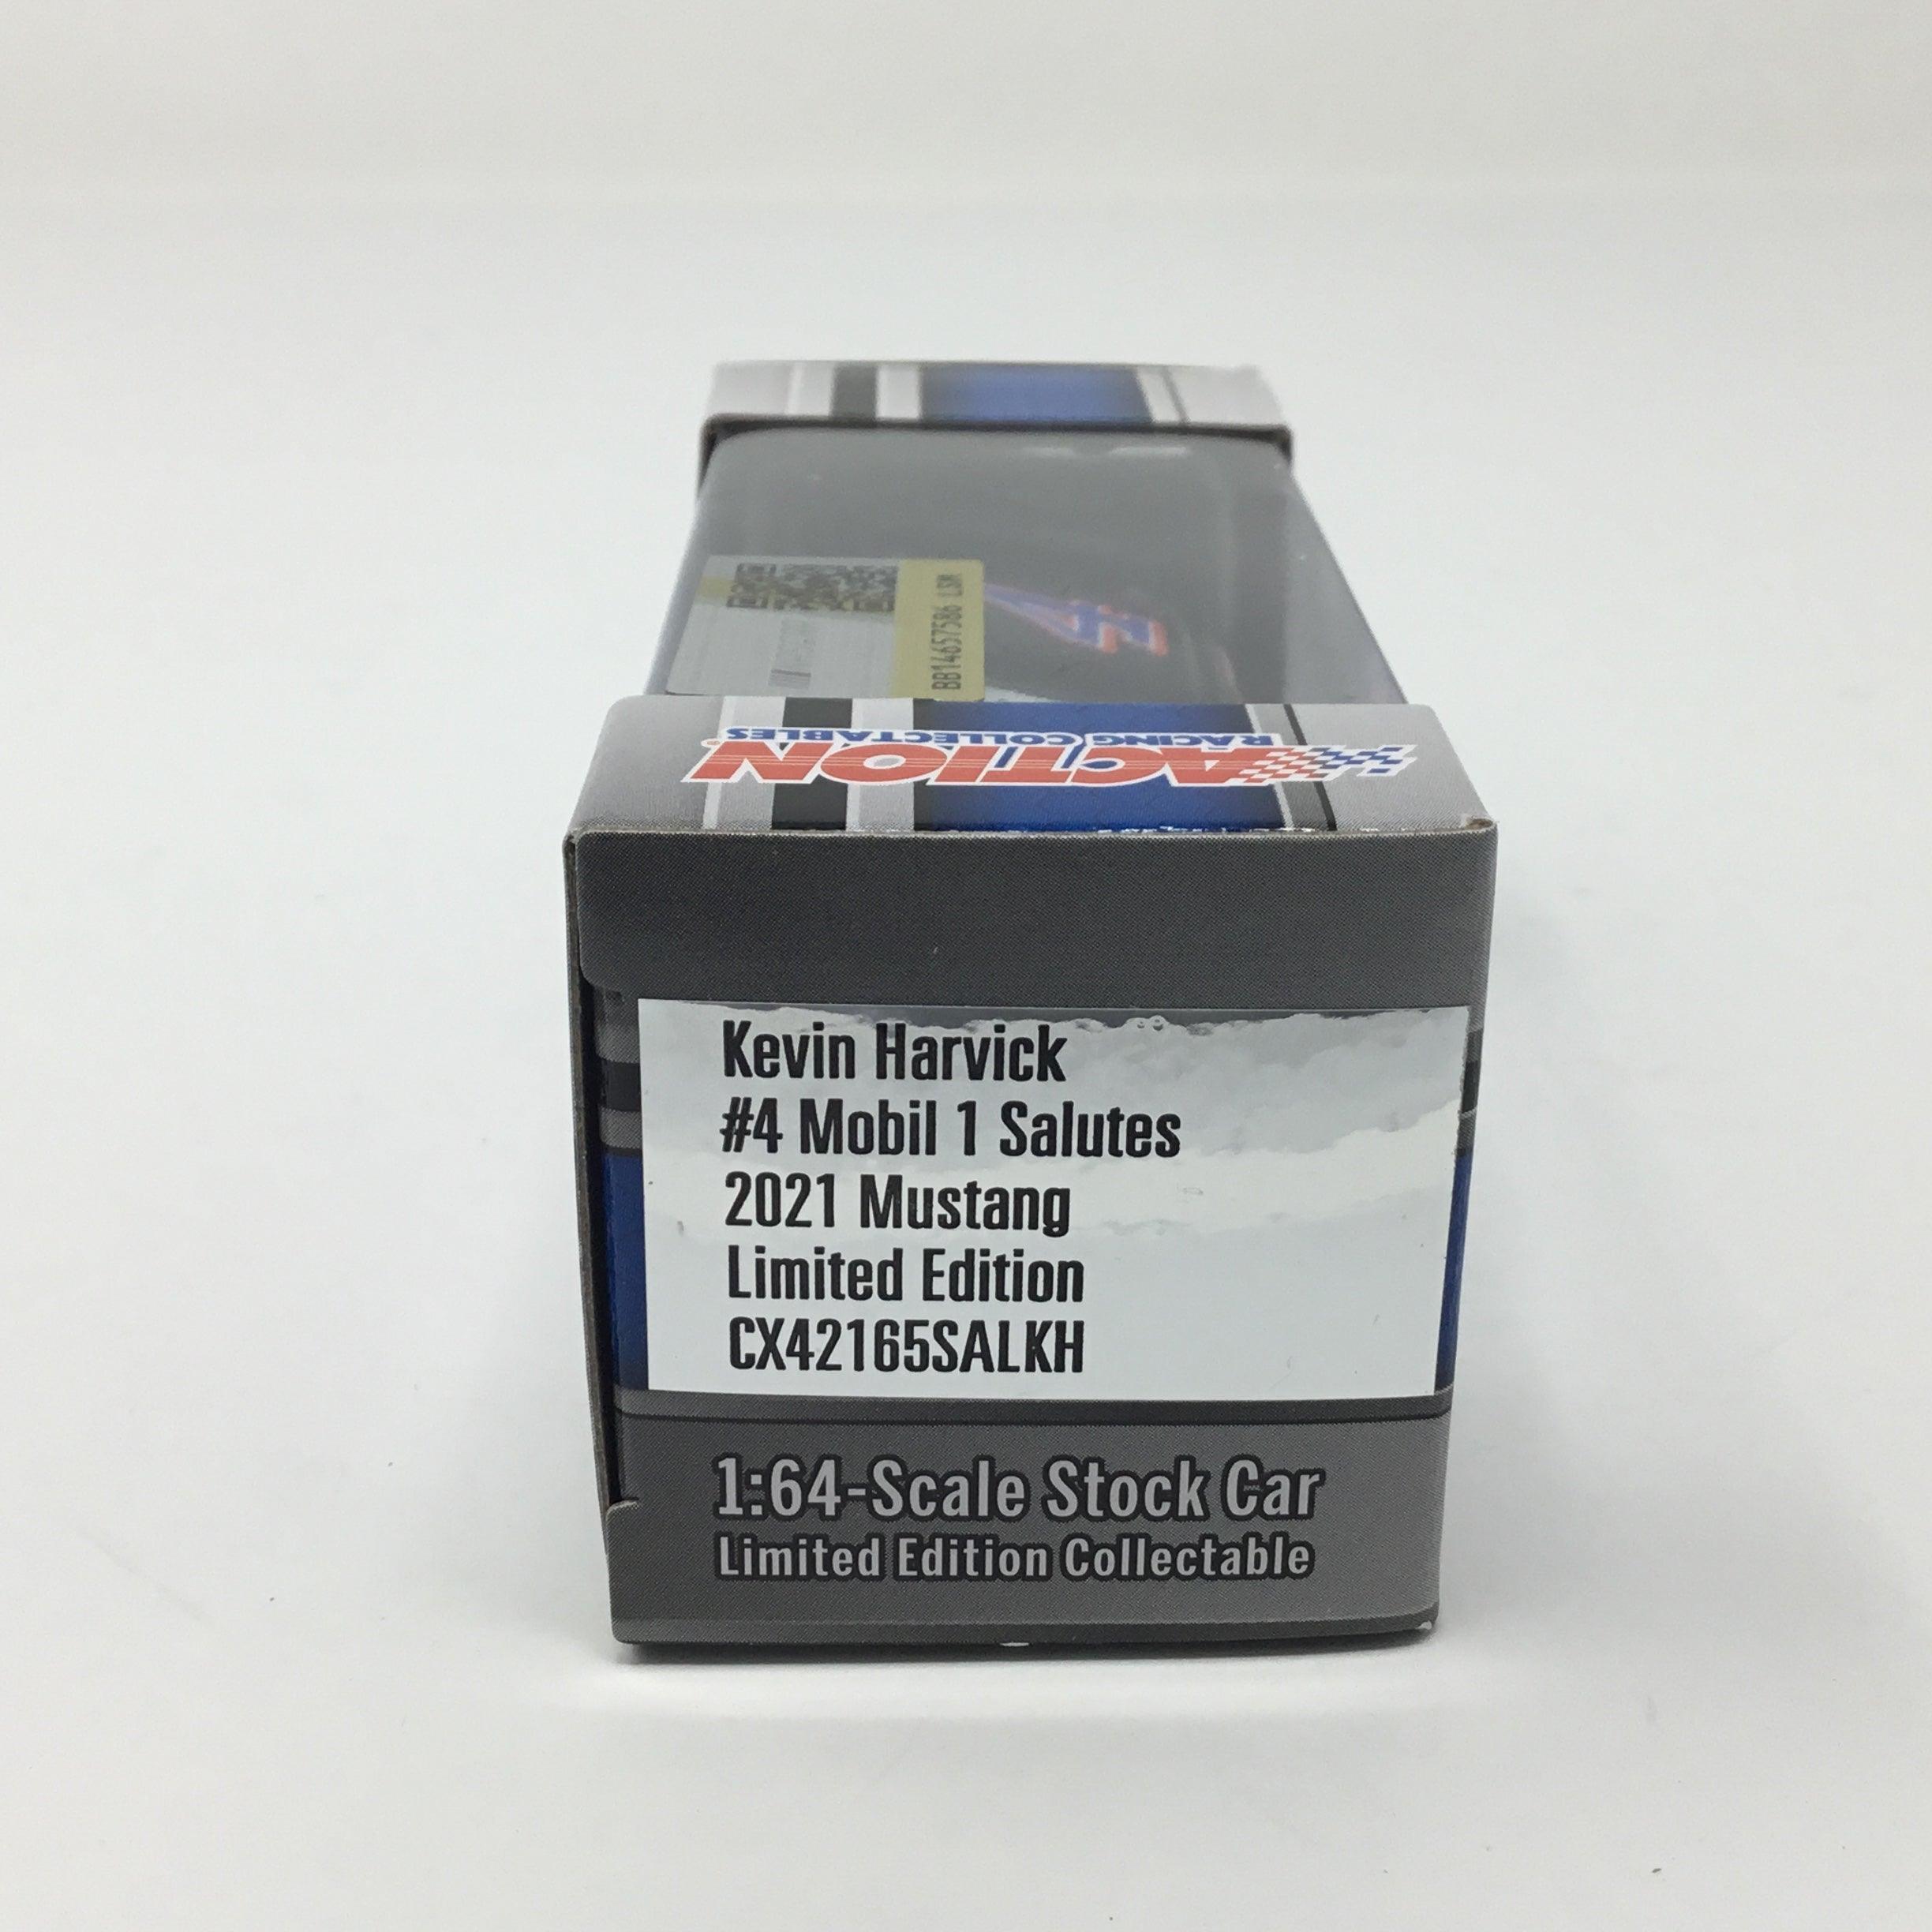 BB14657586 LSM
4
RACING COLLECTABLES
ACTION
Kevin Harvick
#4 Mobil 1 Salutes
2021 Mustang
Limited Edition
CX42165SALKH
1:64-Scale Stock Car
Limited Edition Collectable